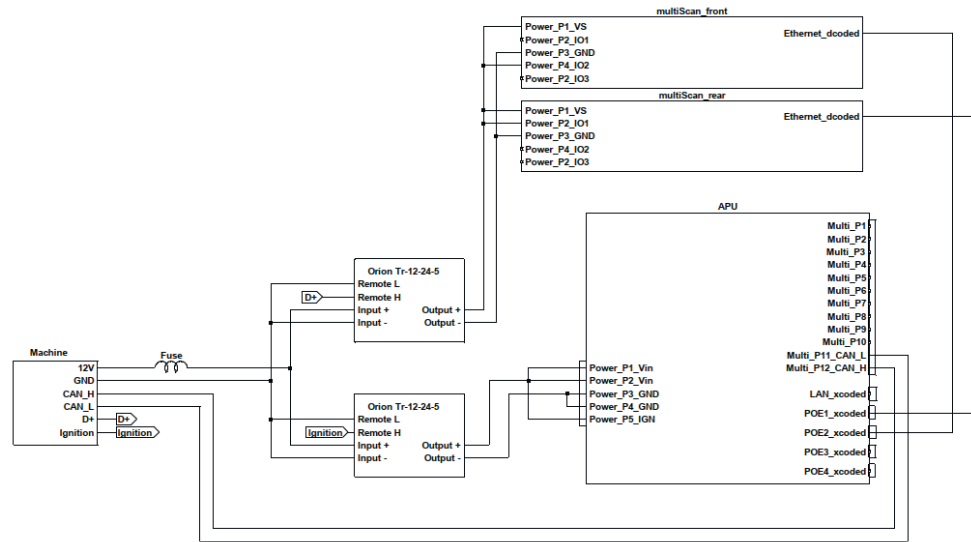 multiScan_front
Power_P1_VS
Power_P2_IO1
Power_P3_GND
Power_P4_IO2
Power_P2_IO3
Ethernet_dcoded
multiScan_rear
Power_P1_VS
Power_P2_IO1
Power_P3_GND
Power_P4_IO2
Power_P2_IO3
Ethernet_dcoded
APU
Multi_P1
Multi_P2
Multi_P3
Multi_P4
Multi_P5
Multi_P6
Multi_P7
Multi_P8
Multi_P9
Multi_P10
Multi_P11_CAN_L
Multi_P12_CAN_H
LAN_xcoded
POE1_xcoded
POE2_xcoded
POE3_xcoded
POE4_xcoded
Power_P1_Vin
Power_P2_Vin
Power_P3_GND
Power_P4_GND
Power_P5_IGN
Orion Tr-12-24-5
Remote L
D+
Remote H
Input +
Output +
Input -
Output -
Machine
Fuse
12V
GND
CAN_H
CAN_L
D+
D+
Ignition
Ignition
Orion Tr-12-24-5
Remote L
Ignition
Remote H
Input +
Output +
Input -
Output -